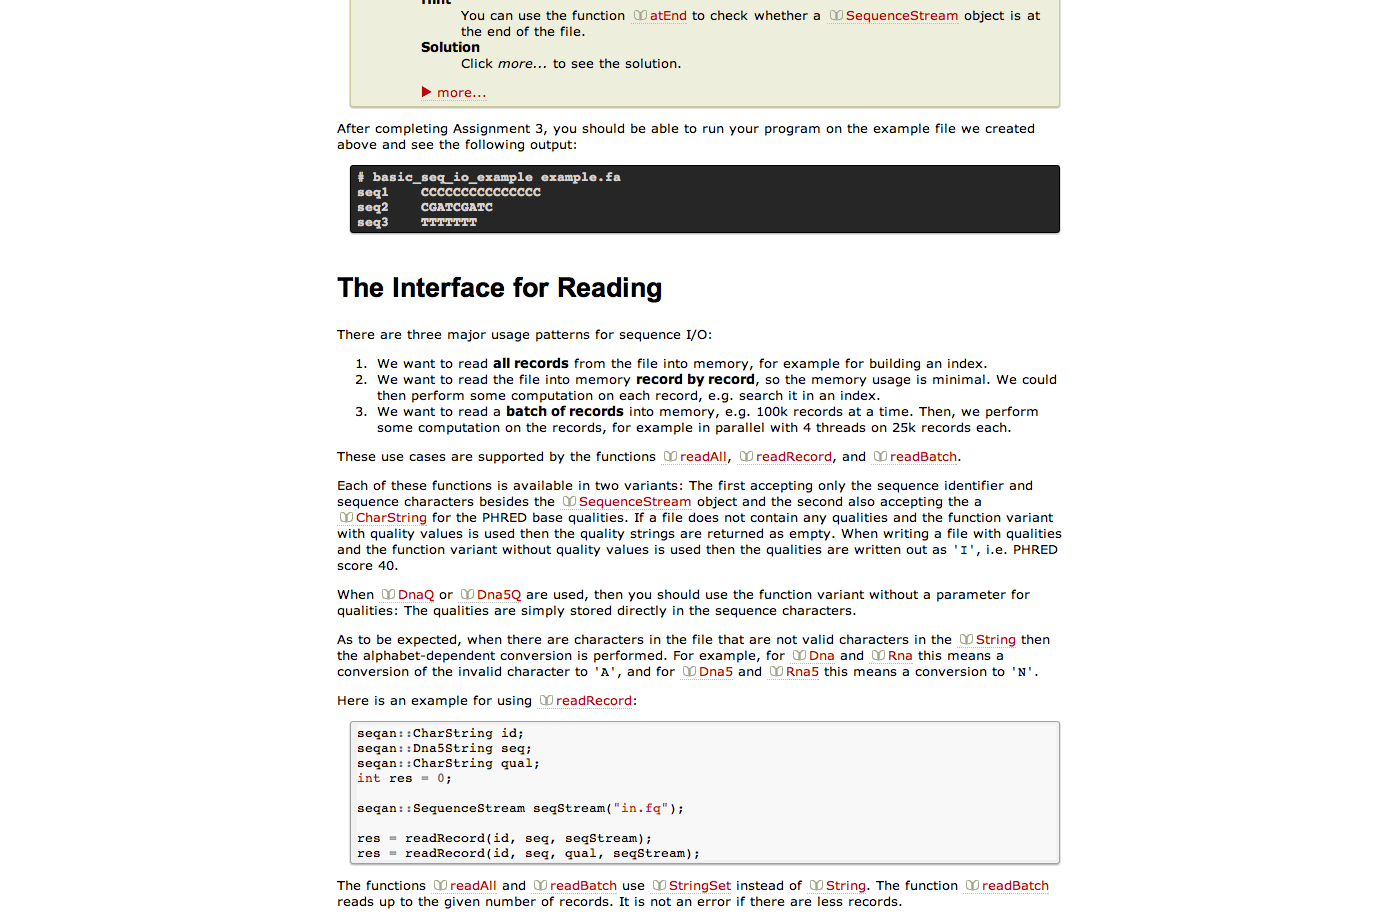 Hint
You can use the function atEnd to check whether a SequenceStream object is at
the end of the file.
Solution
Click more... to see the solution.
more...
After completing Assignment 3, you should be able to run your program on the example file we created
above and see the following output:
# basic_seq_io_example example.fa
seq1    CCCCCCCCCCCCCCC
seq2    CGATCGATC
seq3    TTTTTTT
The Interface for Reading
There are three major usage patterns for sequence I/O:
1. We want to read all records from the file into memory, for example for building an index.
2. We want to read the file into memory record by record, so the memory usage is minimal. We could
then perform some computation on each record, e.g. search it in an index.
3. We want to read a batch of records into memory, e.g. 100k records at a time. Then, we perform
some computation on the records, for example in parallel with 4 threads on 25k records each.
These use cases are supported by the functions readAll, readRecord, and readBatch.
Each of these functions is available in two variants: The first accepting only the sequence identifier and
sequence characters besides the SequenceStream object and the second also accepting the a
CharString for the PHRED base qualities. If a file does not contain any qualities and the function variant
with quality values is used then the quality strings are returned as empty. When writing a file with qualities
and the function variant without quality values is used then the qualities are written out as 'I', i.e. PHRED
score 40.
When DnaQ or Dna5Q are used, then you should use the function variant without a parameter for
qualities: The qualities are simply stored directly in the sequence characters.
As to be expected, when there are characters in the file that are not valid characters in the String then
the alphabet-dependent conversion is performed. For example, for Dna and Rna this means a
conversion of the invalid character to 'A', and for Dna5 and Rna5 this means a conversion to 'N'.
Here is an example for using readRecord:
seqan::CharString id;
seqan::Dna5String seq;
seqan::CharString qual;
int res = 0;
seqan::SequenceStream seqStream("in.fq");
res = readRecord(id, seq, seqStream);
res = readRecord(id, seq, qual, seqStream);
The functions readAll and readBatch use StringSet instead of String. The function readBatch
reads up to the given number of records. It is not an error if there are less records.